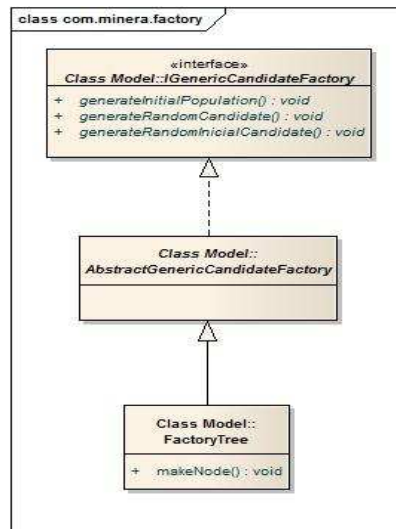 class com.minera.factory
«interface»
Class Model::IGenericCandidateFactory
+ generateInitialPopulation() : void
+ generateRandomCandidate() : void
+ generateRandomInicialCandidate() : void
Class Model::
AbstractGenericCandidateFactory
Class Model::
FactoryTree
+ makeNode() : void